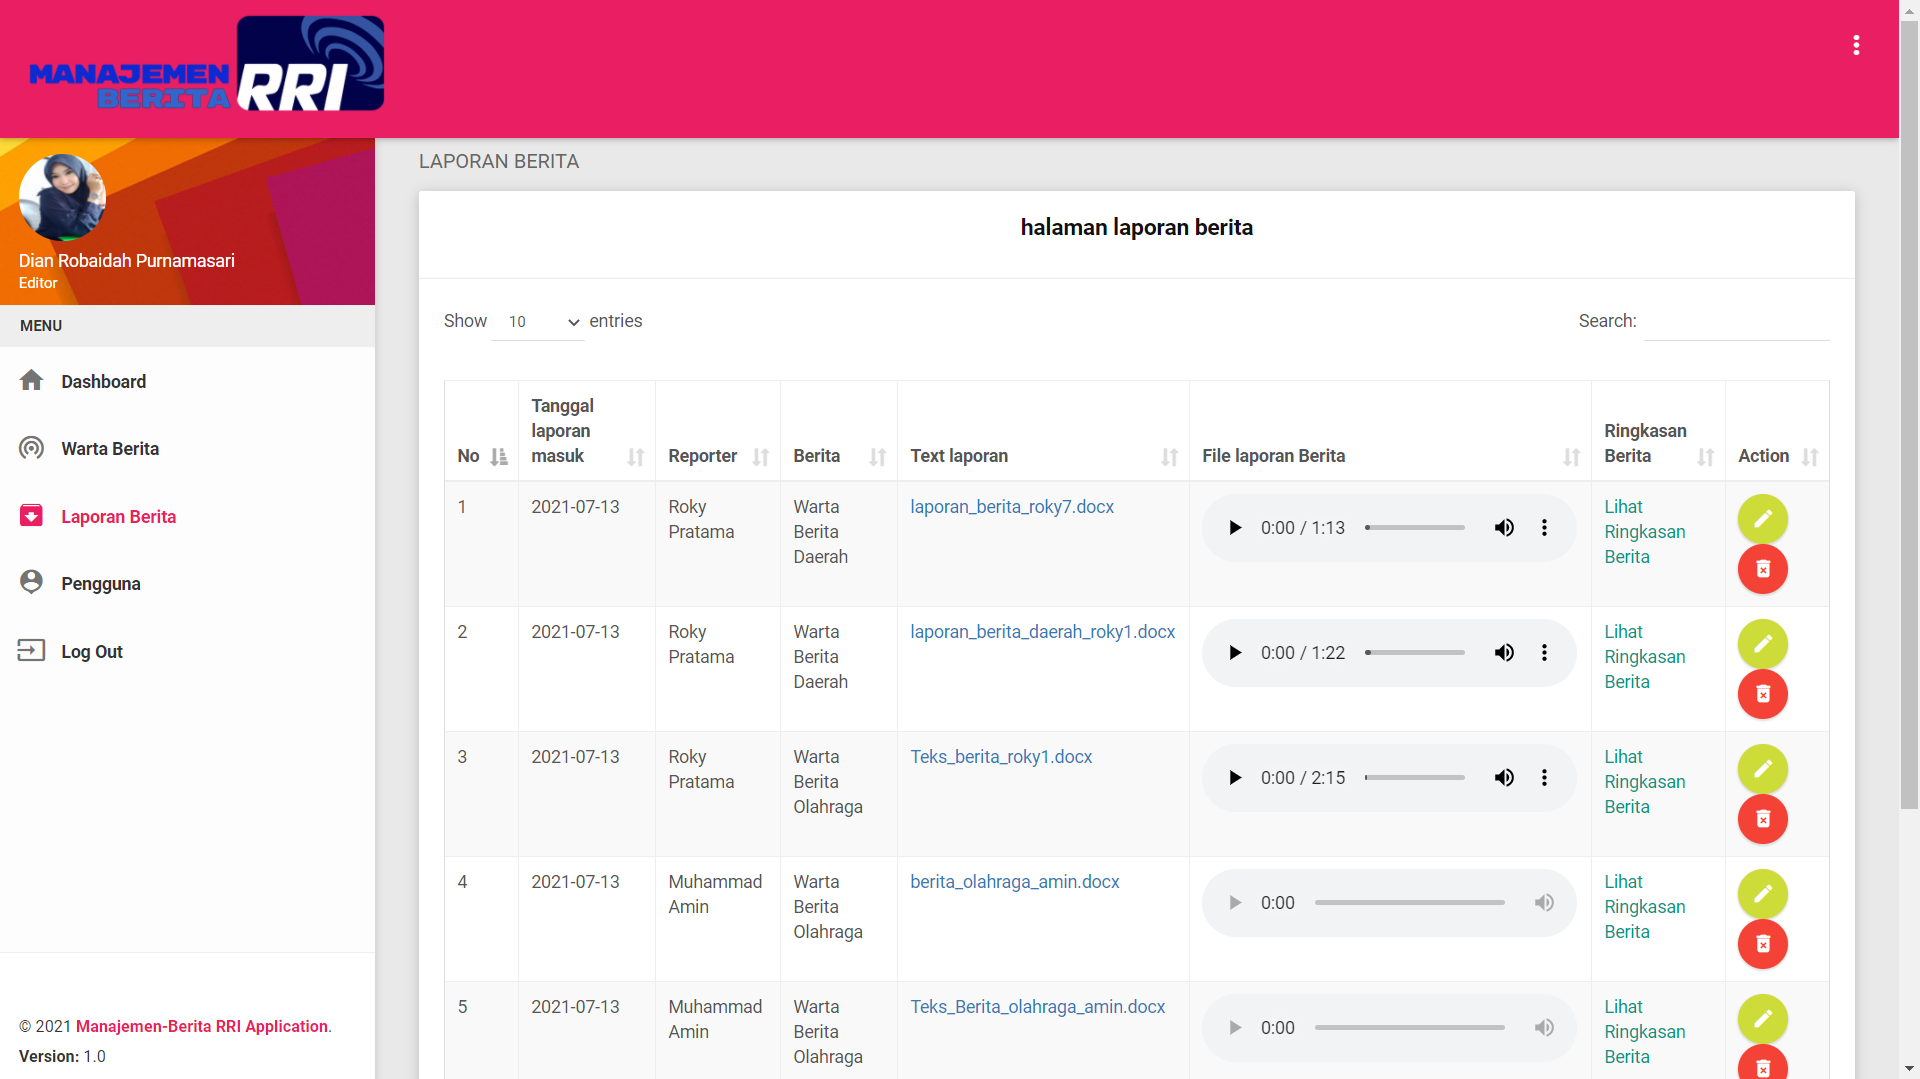 MANAJEMEN
BERITA
RRI
Dian Robaidah Purnamasari
Editor
MENU
Dashboard
Warta Berita
Laporan Berita
Pengguna
Log Out
© 2021 Manajemen-Berita RRI Application.
Version: 1.0
LAPORAN BERITA
halaman laporan berita
Show 10 entries
Search:
No
Tanggal
laporan
masuk
Reporter
Berita
Text laporan
File laporan Berita
Ringkasan
Berita
Action
1
2021-07-13
Roky
Pratama
Warta
Berita
Daerah
laporan_berita_roky7.docx
0:00 / 1:13
Lihat
Ringkasan
Berita
2
2021-07-13
Roky
Pratama
Warta
Berita
Daerah
laporan_berita_daerah_roky1.docx
0:00 / 1:22
Lihat
Ringkasan
Berita
3
2021-07-13
Roky
Pratama
Warta
Berita
Olahraga
Teks_berita_roky1.docx
0:00 / 2:15
Lihat
Ringkasan
Berita
4
2021-07-13
Muhammad
Amin
Warta
Berita
Olahraga
berita_olahraga_amin.docx
0:00
Lihat
Ringkasan
Berita
5
2021-07-13
Muhammad
Amin
Warta
Berita
Olahraga
Teks_Berita_olahraga_amin.docx
0:00
Lihat
Ringkasan
Berita